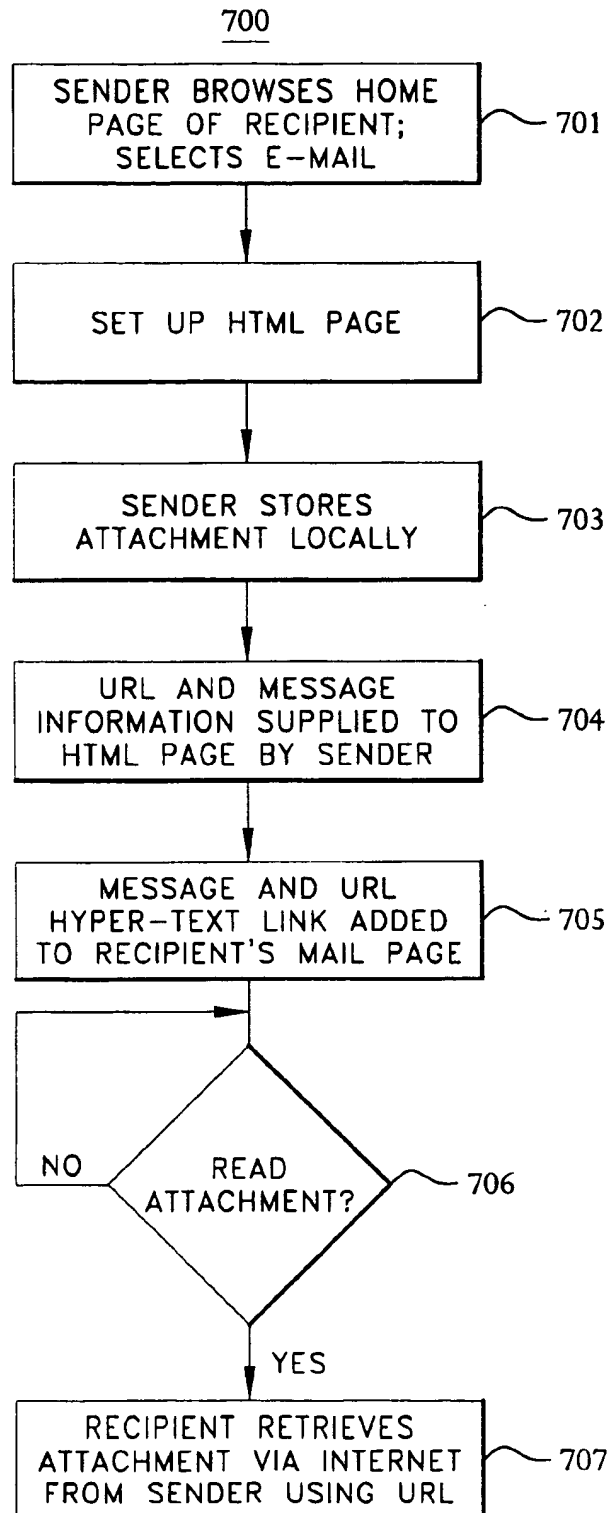 700
SENDER BROWSES HOME
PAGE OF RECIPIENT;
SELECTS E-MAIL
701
SET UP HTML PAGE
702
SENDER STORES
ATTACHMENT LOCALLY
703
URL AND MESSAGE
INFORMATION SUPPLIED TO
HTML PAGE BY SENDER
704
MESSAGE AND URL
HYPER-TEXT LINK ADDED
TO RECIPIENT'S MAIL PAGE
705
NO
READ
ATTACHMENT?
706
YES
RECIPIENT RETRIEVES
ATTACHMENT VIA INTERNET
FROM SENDER USING URL
707